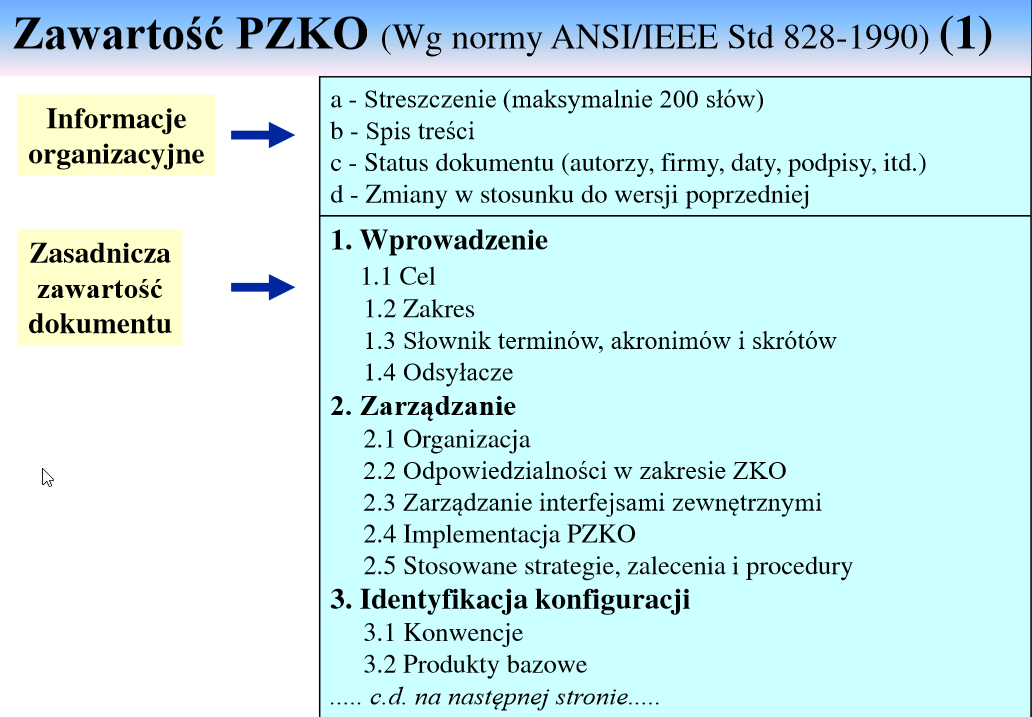 Zawartość PZKO (Wg normy ANSI/IEEE Std 828-1990) (1)
Informacje
organizacyjne
a - Streszczenie (maksymalnie 200 słów)
b - Spis treści
c - Status dokumentu (autorzy, firmy, daty, podpisy, itd.)
d - Zmiany w stosunku do wersji poprzedniej
Zasadnicza
zawartość
dokumentu
1. Wprowadzenie
1.1 Cel
1.2 Zakres
1.3 Słownik terminów, akronimów i skrótów
1.4 Odsyłacze
2. Zarządzanie
2.1 Organizacja
2.2 Odpowiedzialności w zakresie ZKO
2.3 Zarządzanie interfejsami zewnętrznymi
2.4 Implementacja PZKO
2.5 Stosowane strategie, zalecenia i procedury
3. Identyfikacja konfiguracji
3.1 Konwencje
3.2 Produkty bazowe
..... c.d. na następnej stronie.....